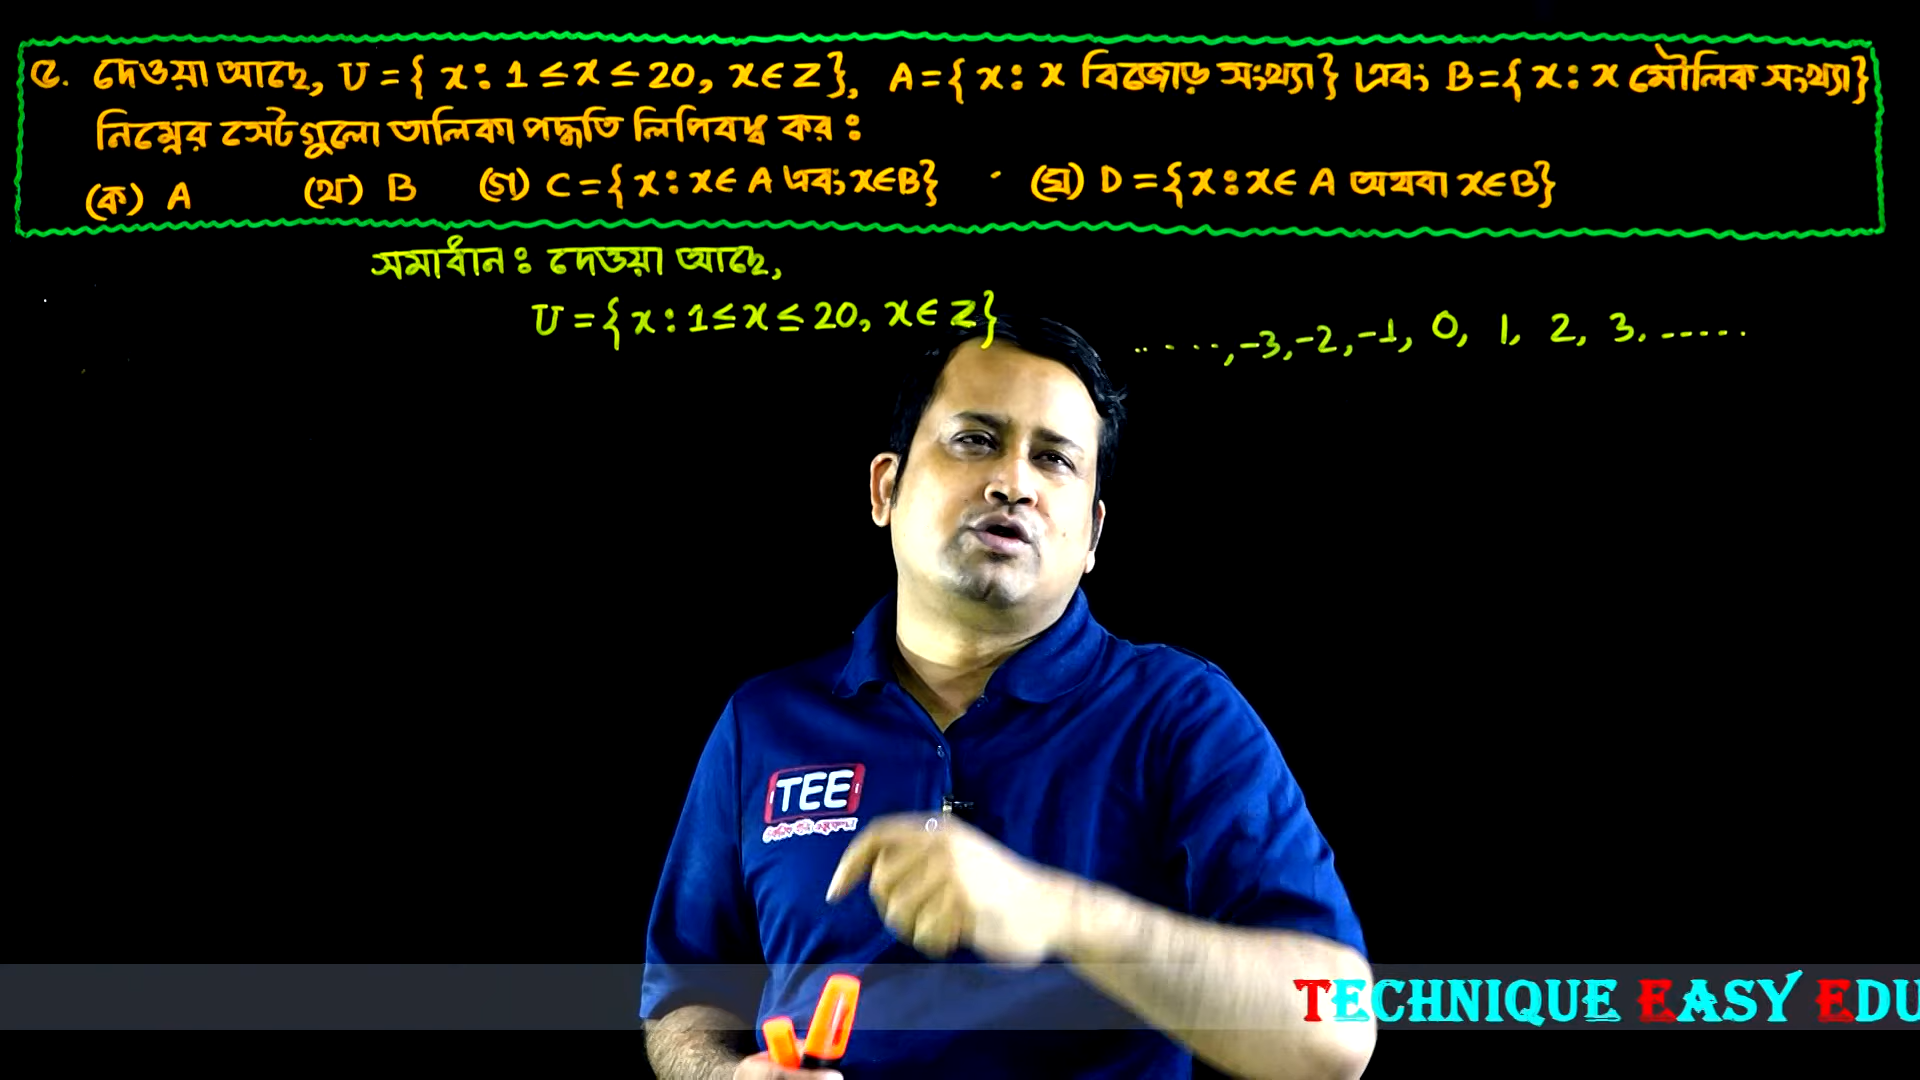 ৫. দেওয়া আছে, U = { x : 1 ≤ x ≤ 20, x ∈ Z }, A = { x : x বিজোড় সংখ্যা } এবং B = { x : x মৌলিক সংখ্যা }
নিম্নের সেটগুলো তালিকা পদ্ধতি লিপিবদ্ধ কর ঃ
(ক) A (খ) B (গ) C = { x : x ∈ A এবং x ∈ B } (ঘ) D = { x : x ∈ A অথবা x ∈ B }
সমাধান ঃ দেওয়া আছে,
U = { x : 1 ≤ x ≤ 20, x ∈ Z }
....., -3, -2, -1, 0, 1, 2, 3, ......
TEE
TECHNIQUE EASY EDU